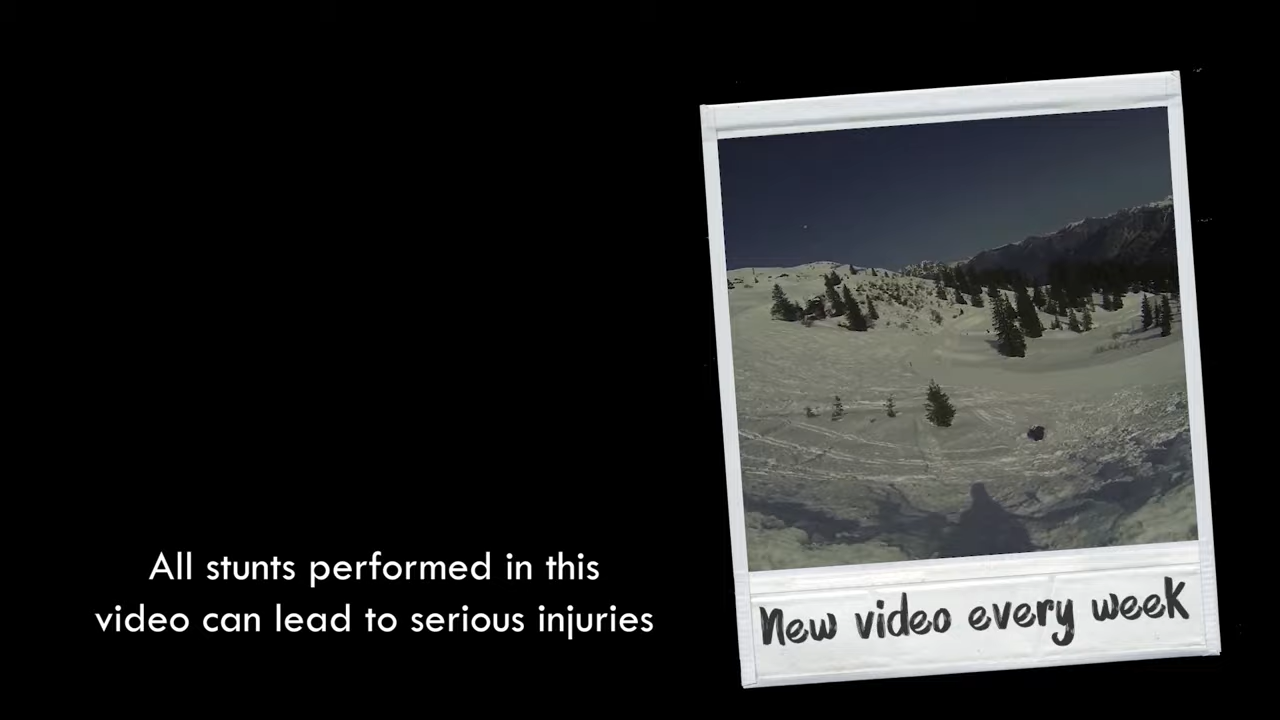 All stunts performed in this
video can lead to serious injuries
New video every week